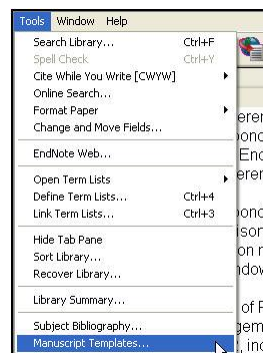 Tools Window Help
Search Library... Ctrl+F
Spell Check Ctrl+Y
Cite While You Write [CWYW]
Online Search...
Format Paper
Change and Move Fields...
EndNote Web...
Open Term Lists
Define Term Lists... Ctrl+4
Link Term Lists... Ctrl+3
Hide Tab Pane
Sort Library...
Recover Library...
Library Summary...
Subject Bibliography...
Manuscript Templates...